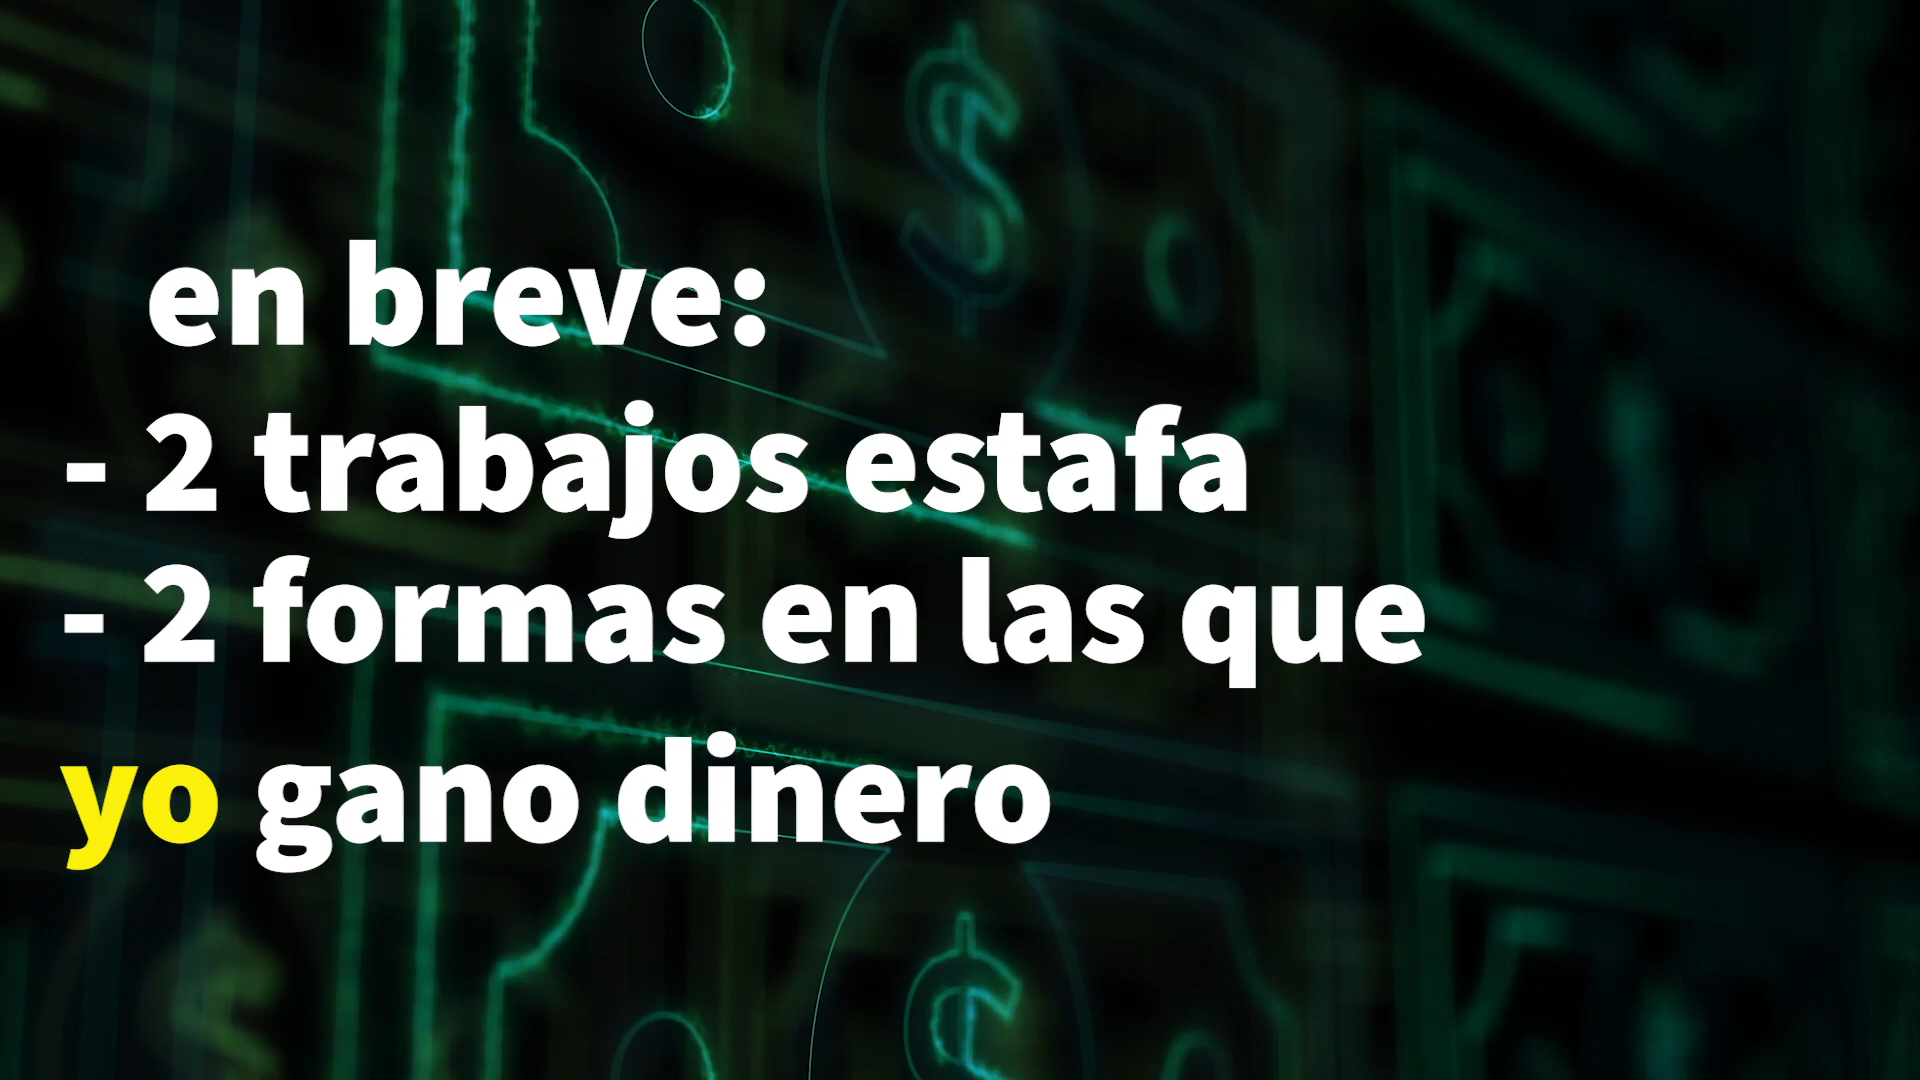 en breve:
- 2 trabajos estafa
- 2 formas en las que
yo gano dinero